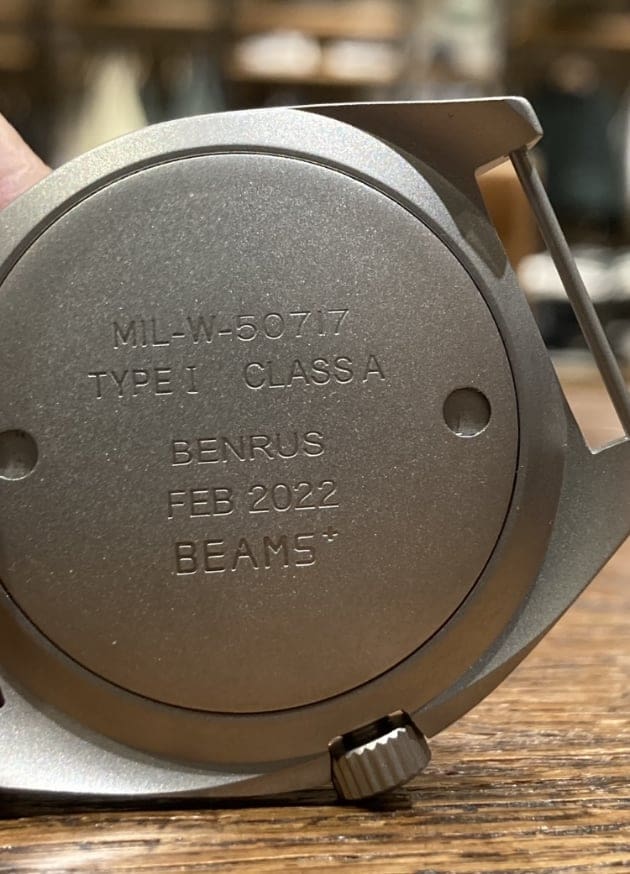 MIL-W-50717
TYPE I CLASS A
BENRUS
FEB 2022
BEAMS+